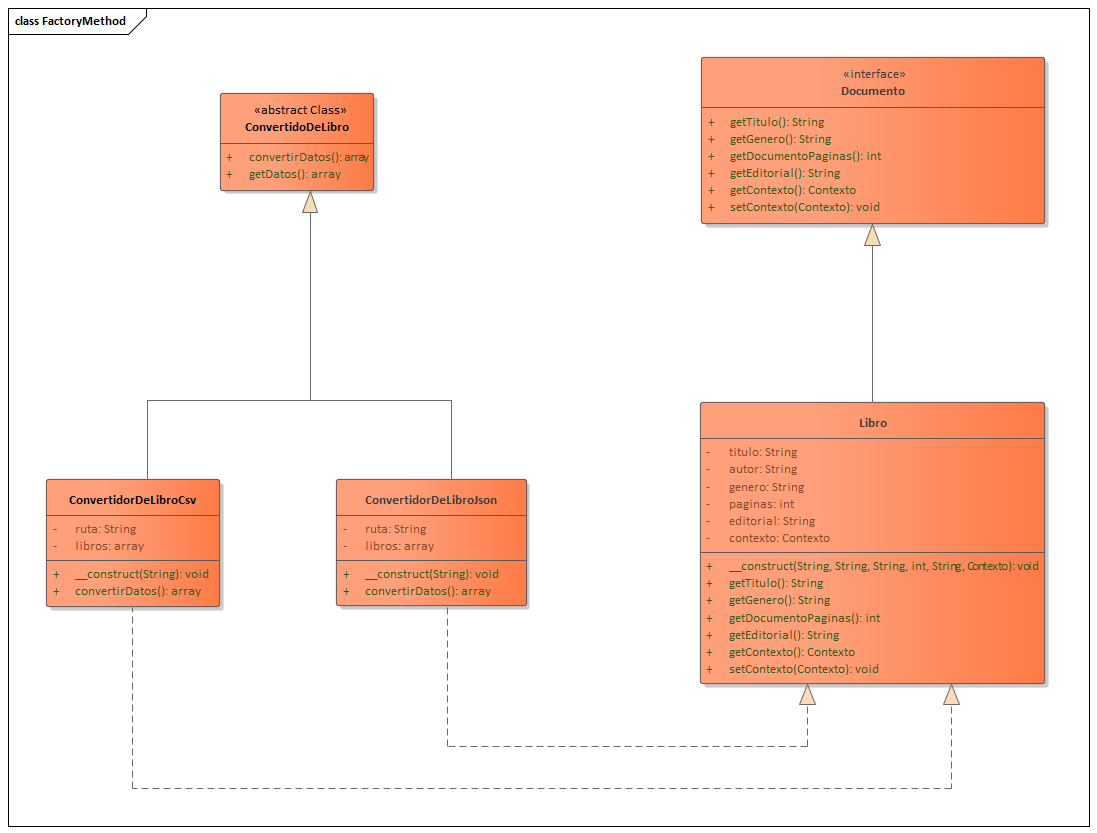 class FactoryMethod
«abstract Class»
ConvertidoDeLibro
+ convertirDatos(): array
+ getDatos(): array
«interface»
Documento
+ getTitulo(): String
+ getGenero(): String
+ getDocumentoPaginas(): int
+ getEditorial(): String
+ getContexto(): Contexto
+ setContexto(Contexto): void
ConvertidorDeLibroCsv
- ruta: String
- libros: array
+ __construct(String): void
+ convertirDatos(): array
ConvertidorDeLibroJson
- ruta: String
- libros: array
+ __construct(String): void
+ convertirDatos(): array
Libro
- titulo: String
- autor: String
- genero: String
- paginas: int
- editorial: String
- contexto: Contexto
+ __construct(String, String, String, int, String, Contexto): void
+ getTitulo(): String
+ getGenero(): String
+ getDocumentoPaginas(): int
+ getEditorial(): String
+ getContexto(): Contexto
+ setContexto(Contexto): void